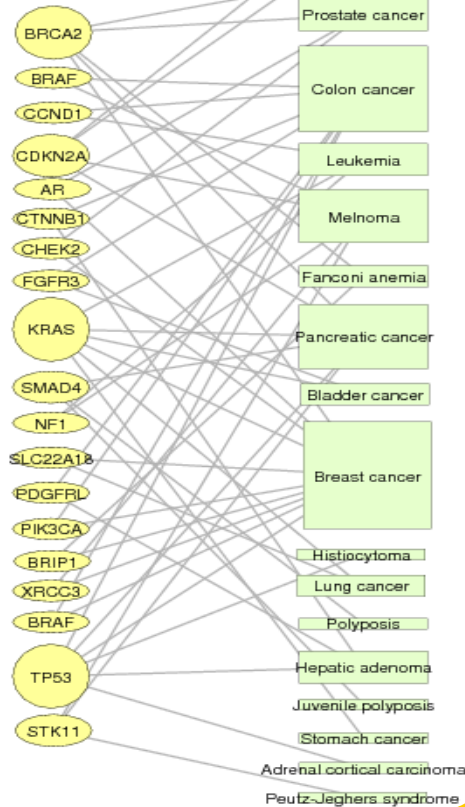 BRCA2
BRAF
CCND1
CDKN2A
AR
CTNNB1
CHEK2
FGFR3
KRAS
SMAD4
NF1
SLC22A18
PDGFRL
PIK3CA
BRIP1
XRCC3
BRAF
TP53
STK11
Prostate cancer
Colon cancer
Leukemia
Melnoma
Fanconi anemia
Pancreatic cancer
Bladder cancer
Breast cancer
Histiocytoma
Lung cancer
Polyposis
Hepatic adenoma
Juvenile polyposis
Stomach cancer
Adrenal cortical carcinoma
Peutz-Jeghers syndrome